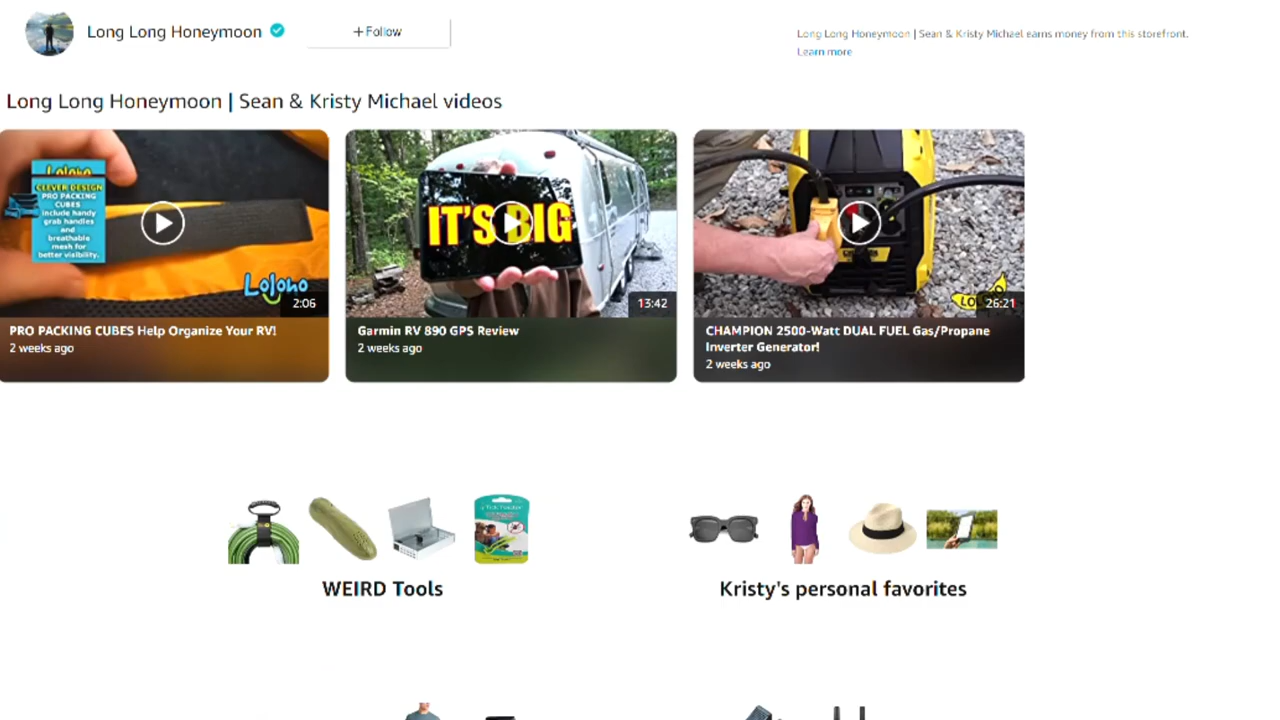 Long Long Honeymoon
+Follow
Long Long Honeymoon | Sean & Kristy Michael earns money from this storefront.
Learn more
Long Long Honeymoon | Sean & Kristy Michael videos
Loloho
CLEVER DESIGN
PRO PACKING
CUBES
include handy
grab handles
and
breathable
mesh for
better visibility.
Loloho
2:06
PRO PACKING CUBES Help Organize Your RV!
2 weeks ago
IT'S BIG
13:42
Garmin RV 890 GPS Review
2 weeks ago
26:21
CHAMPION 2500-Watt DUAL FUEL Gas/Propane
Inverter Generator!
2 weeks ago
WEIRD Tools
Kristy's personal favorites